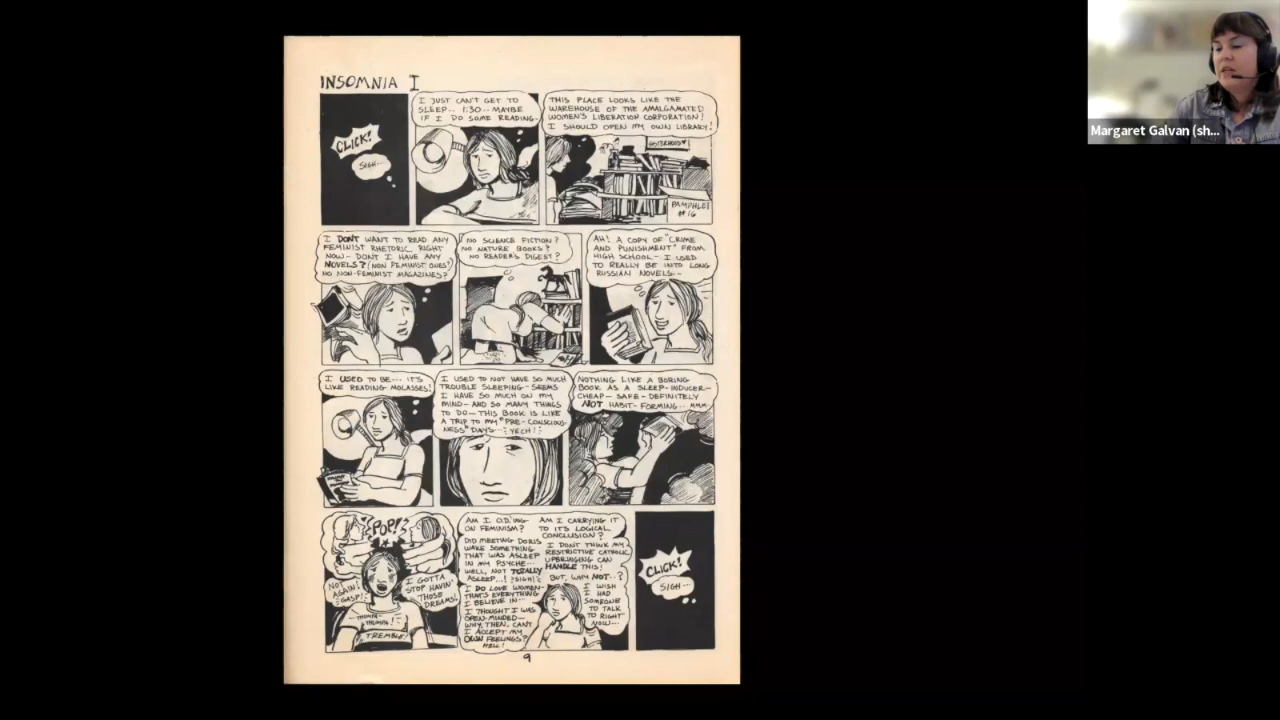 INSOMNIA I
CLICK!
SIGH...
I JUST CAN'T GET TO
SLEEP.. 1:30.. MAYBE
IF I DO SOME READING.
THIS PLACE LOOKS LIKE THE
WAREHOUSE OF THE AMALGAMATED
WOMEN'S LIBERATION CORPORATION!
I SHOULD OPEN MY OWN LIBRARY!
SISTERHOOD
PAMPHLET
#16
I DON'T WANT TO READ ANY
FEMINIST RHETORIC RIGHT
NOW - DON'T I HAVE ANY
NOVELS? (NON FEMINIST ONES?)
NO NON-FEMINIST MAGAZINES?
NO SCIENCE FICTION?
NO NATURE BOOKS?
NO READER'S DIGEST?
AH! A COPY OF "CRIME
AND PUNISHMENT" FROM
HIGH SCHOOL - I USED
TO REALLY BE INTO LONG
RUSSIAN NOVELS--
I USED TO BE... IT'S
LIKE READING MOLASSES!
I USED TO NOT HAVE SO MUCH
TROUBLE SLEEPING - SEEMS
I HAVE SO MUCH ON MY
MIND - AND SO MANY THINGS
TO DO - THIS BOOK IS LIKE
A TRIP TO MY "PRE-CONSCIOUS-
NESS" DAYS - YECH!
NOTHING LIKE A BORING
BOOK AS A SLEEP-INDUCER -
CHEAP - SAFE - DEFINITELY
NOT HABIT-FORMING... MMM
POP!
NOT
AGAIN!
GASP!
I GOTTA
STOP HAVIN'
THOSE
DREAMS!
THUMPA-
THUMPA!
TREMBLE!
AM I O.D.'ING
ON FEMINISM?
DID MEETING DORIS
WAKE SOMETHING
THAT WAS ASLEEP
IN MY PSYCHE...
WELL, NOT TOTALLY
ASLEEP...! SIGH!
I DO LOVE WOMEN -
THAT'S EVERYTHING
I BELIEVE IN...
I THOUGHT I WAS
OPEN-MINDED -
WHY, THEN, CAN'T
I ACCEPT MY
OWN FEELINGS?
HELL!
AM I CARRYING IT
TO IT'S LOGICAL
CONCLUSION?
I DON'T THINK MY
RESTRICTIVE CATHOLIC
UPBRINGING CAN
HANDLE THIS!
BUT, WHY NOT..?
I WISH
I HAD
SOMEONE
TO TALK
TO RIGHT
NOW...
CLICK!
SIGH...
9
Margaret Galvan (sh...